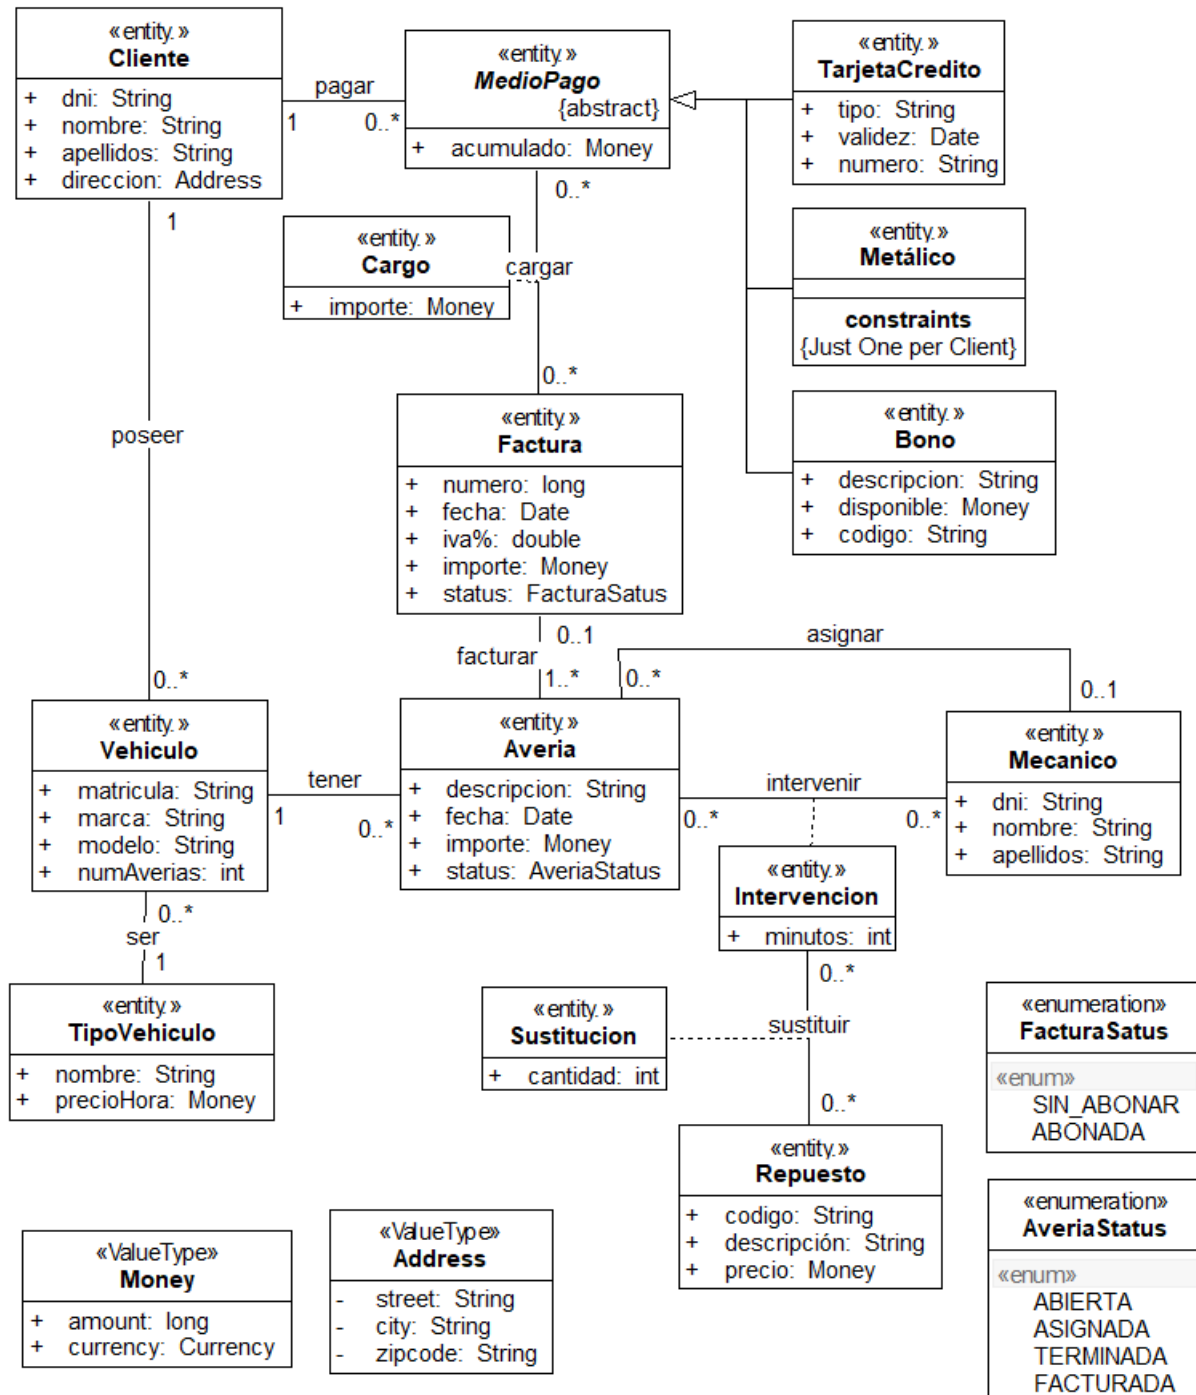 «entity.»
Cliente
+ dni: String
+ nombre: String
+ apellidos: String
+ direccion: Address
pagar
1
0..*
«entity.»
MedioPago
{abstract}
+ acumulado: Money
«entity.»
TarjetaCredito
+ tipo: String
+ validez: Date
+ numero: String
1
0..*
«entity.»
Cargo
+ importe: Money
cargar
«entity.»
Metálico
constraints
{Just One per Client}
0..*
«entity.»
Factura
+ numero: long
+ fecha: Date
+ iva%: double
+ importe: Money
+ status: FacturaSatus
«entity.»
Bono
+ descripcion: String
+ disponible: Money
+ codigo: String
poseer
0..1
facturar
1..*
asignar
0..*
0..1
0..*
«entity.»
Vehiculo
+ matricula: String
+ marca: String
+ modelo: String
+ numAverias: int
tener
1
0..*
«entity.»
Averia
+ descripcion: String
+ fecha: Date
+ importe: Money
+ status: AveriaStatus
intervenir
0..*
0..*
«entity.»
Mecanico
+ dni: String
+ nombre: String
+ apellidos: String
«entity.»
Intervencion
+ minutos: int
0..*
ser
1
«entity.»
TipoVehiculo
+ nombre: String
+ precioHora: Money
0..*
«entity.»
Sustitucion
+ cantidad: int
sustituir
0..*
«entity.»
Repuesto
+ codigo: String
+ descripción: String
+ precio: Money
«enumeration»
FacturaSatus
«enum»
SIN_ABONAR
ABONADA
«ValueType»
Money
+ amount: long
+ currency: Currency
«ValueType»
Address
- street: String
- city: String
- zipcode: String
«enumeration»
AveriaStatus
«enum»
ABIERTA
ASIGNADA
TERMINADA
FACTURADA